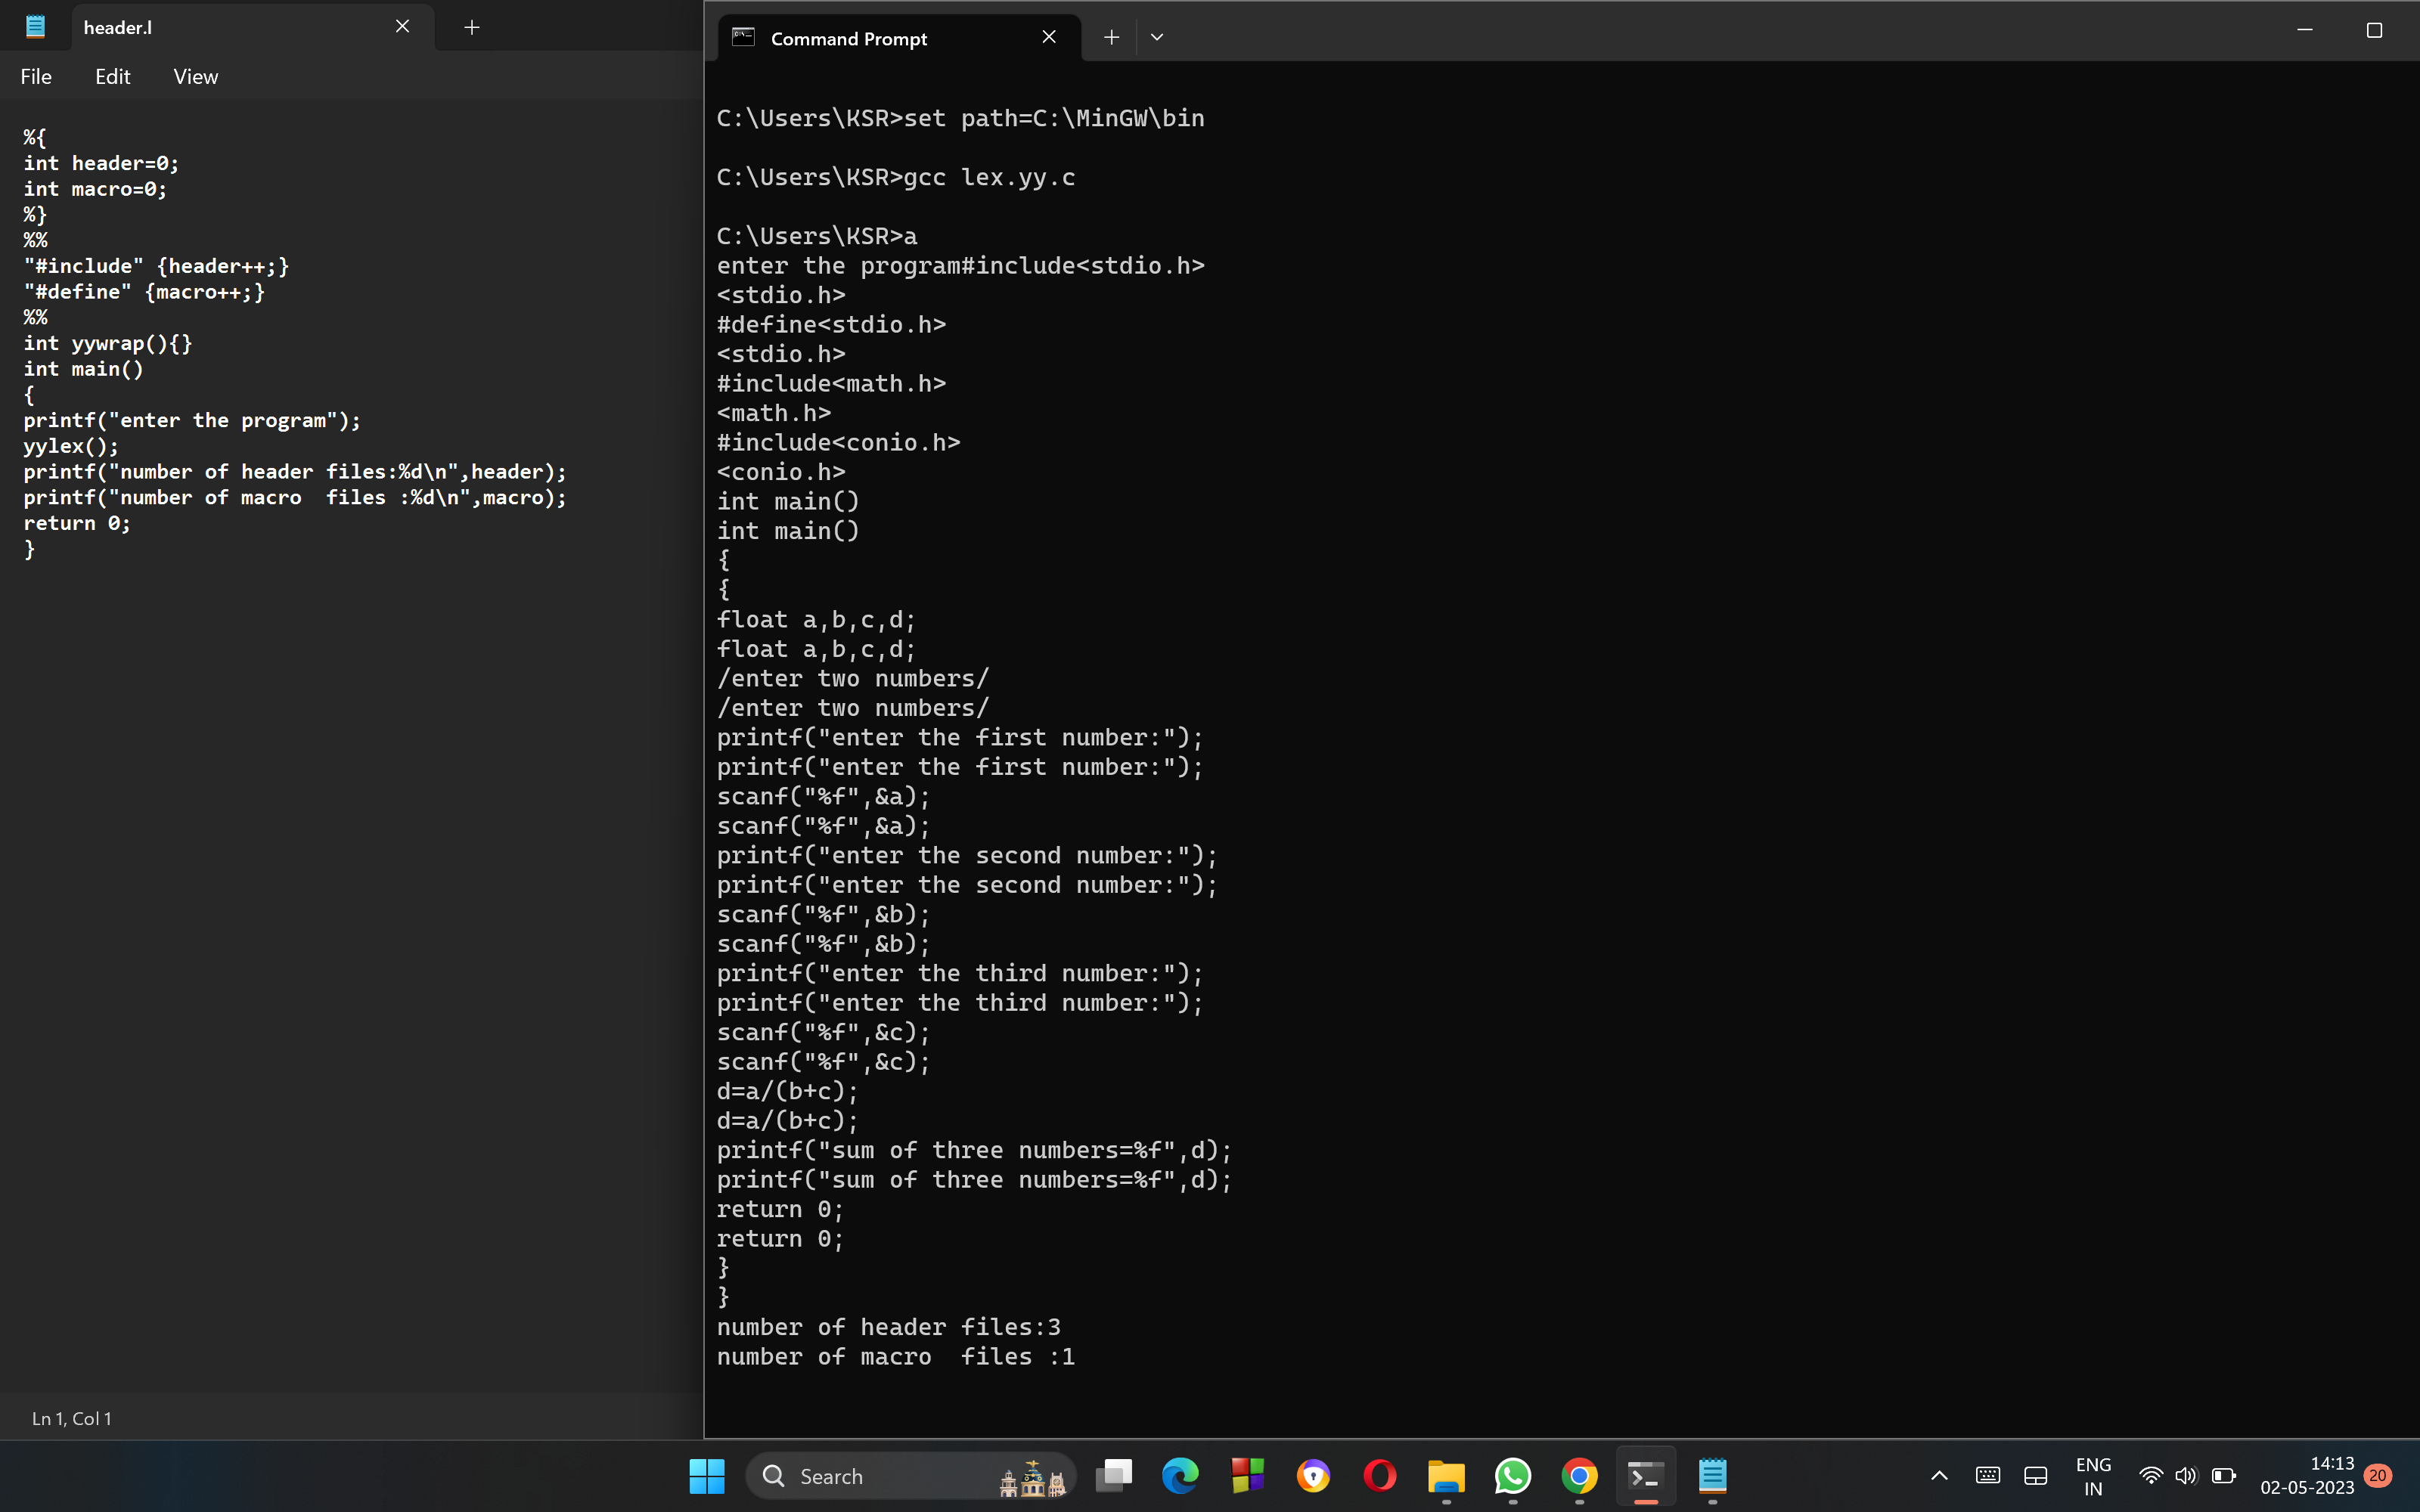 header.l
File Edit View
%{
int header=0;
int macro=0;
%}
%%
"#include" {header++;}
"#define" {macro++;}
%%
int yywrap(){}
int main()
{
printf("enter the program");
yylex();
printf("number of header files:%d\n",header);
printf("number of macro  files :%d\n",macro);
return 0;
}
Ln 1, Col 1
Command Prompt
C:\Users\KSR>set path=C:\MinGW\bin
C:\Users\KSR>gcc lex.yy.c
C:\Users\KSR>a
enter the program#include<stdio.h>
<stdio.h>
#define<stdio.h>
<stdio.h>
#include<math.h>
<math.h>
#include<conio.h>
<conio.h>
int main()
int main()
{
{
float a,b,c,d;
float a,b,c,d;
/enter two numbers/
/enter two numbers/
printf("enter the first number:");
printf("enter the first number:");
scanf("%f",&a);
scanf("%f",&a);
printf("enter the second number:");
printf("enter the second number:");
scanf("%f",&b);
scanf("%f",&b);
printf("enter the third number:");
printf("enter the third number:");
scanf("%f",&c);
scanf("%f",&c);
d=a/(b+c);
d=a/(b+c);
printf("sum of three numbers=%f",d);
printf("sum of three numbers=%f",d);
return 0;
return 0;
}
}
number of header files:3
number of macro  files :1
Search
ENG
IN
14:13
02-05-2023
20